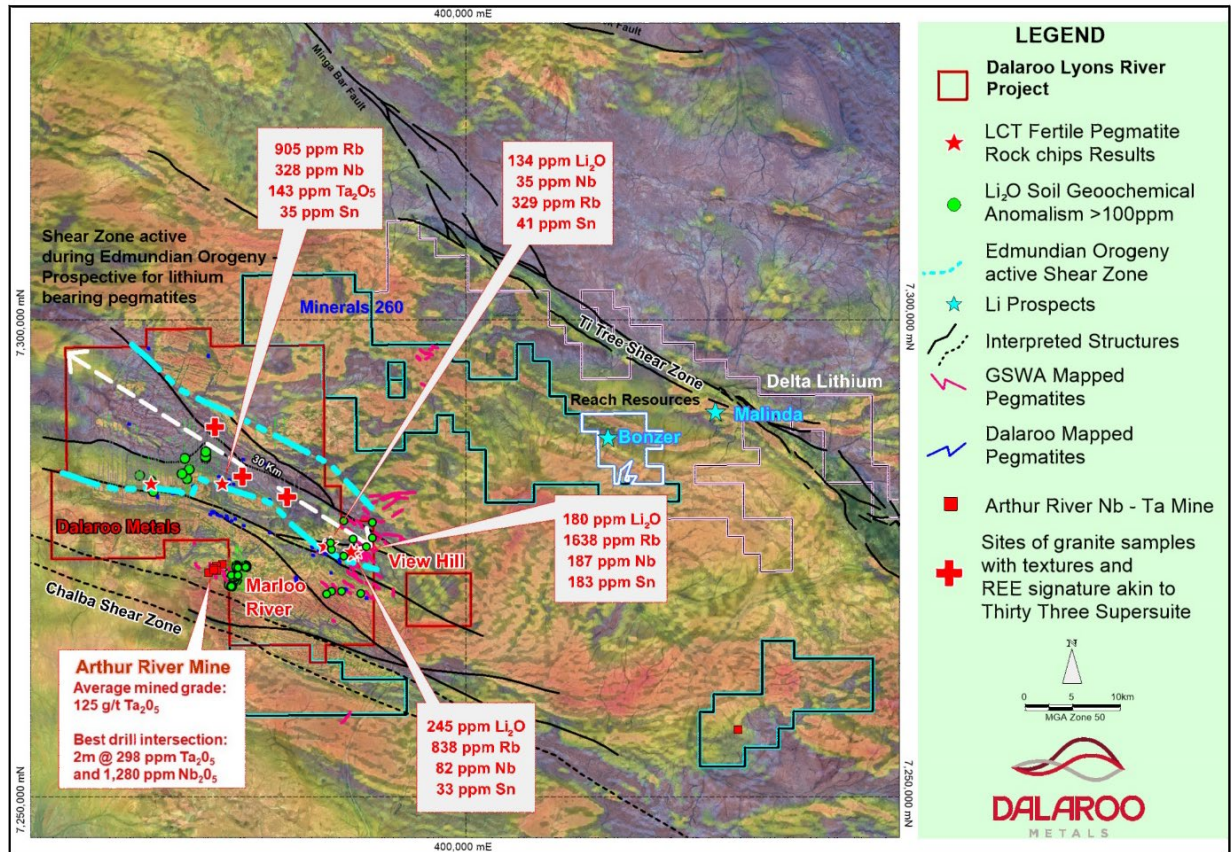 400,000 mE
Minga Bar Fault
Fault
905 ppm Rb
328 ppm Nb
143 ppm Ta₂O₅
35 ppm Sn
134 ppm Li₂O
35 ppm Nb
329 ppm Rb
41 ppm Sn
Shear Zone active
during Edmundian Orogeny -
Prospective for lithium
bearing pegmatites
Minerals 260
7,300,000 mN
7,300,000 mN
Ti Tree Shear Zone
Delta Lithium
Reach Resources
Malinda
Bonzer
30 Km
Dalaroo Metals
View Hill
Marloo
River
Chalba Shear Zone
180 ppm Li₂O
1638 ppm Rb
187 ppm Nb
183 ppm Sn
Arthur River Mine
Average mined grade:
125 g/t Ta₂0₅
Best drill intersection:
2m @ 298 ppm Ta₂0₅
and 1,280 ppm Nb₂0₅
245 ppm Li₂O
838 ppm Rb
82 ppm Nb
33 ppm Sn
7,250,000 mN
7,250,000 mN
400,000 mE
LEGEND
Dalaroo Lyons River
Project
LCT Fertile Pegmatite
Rock chips Results
Li₂O Soil Geochemical
Anomalism >100ppm
Edmundian Orogeny
active Shear Zone
Li Prospects
Interpreted Structures
GSWA Mapped
Pegmatites
Dalaroo Mapped
Pegmatites
Arthur River Nb - Ta Mine
Sites of granite samples
with textures and
REE signature akin to
Thirty Three Supersuite
N
0 5 10km
MGA Zone 50
DALAROO
METALS